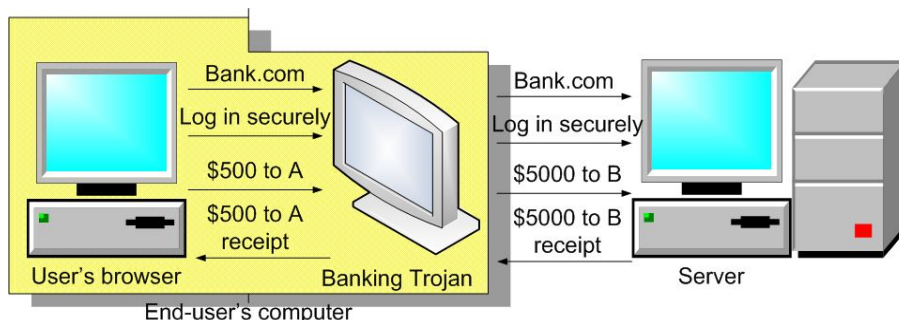 Bank.com
Log in securely
$500 to A
$500 to A
receipt
User's browser
Banking Trojan
Bank.com
Log in securely
$5000 to B
$5000 to B
receipt
Server
End-user's computer